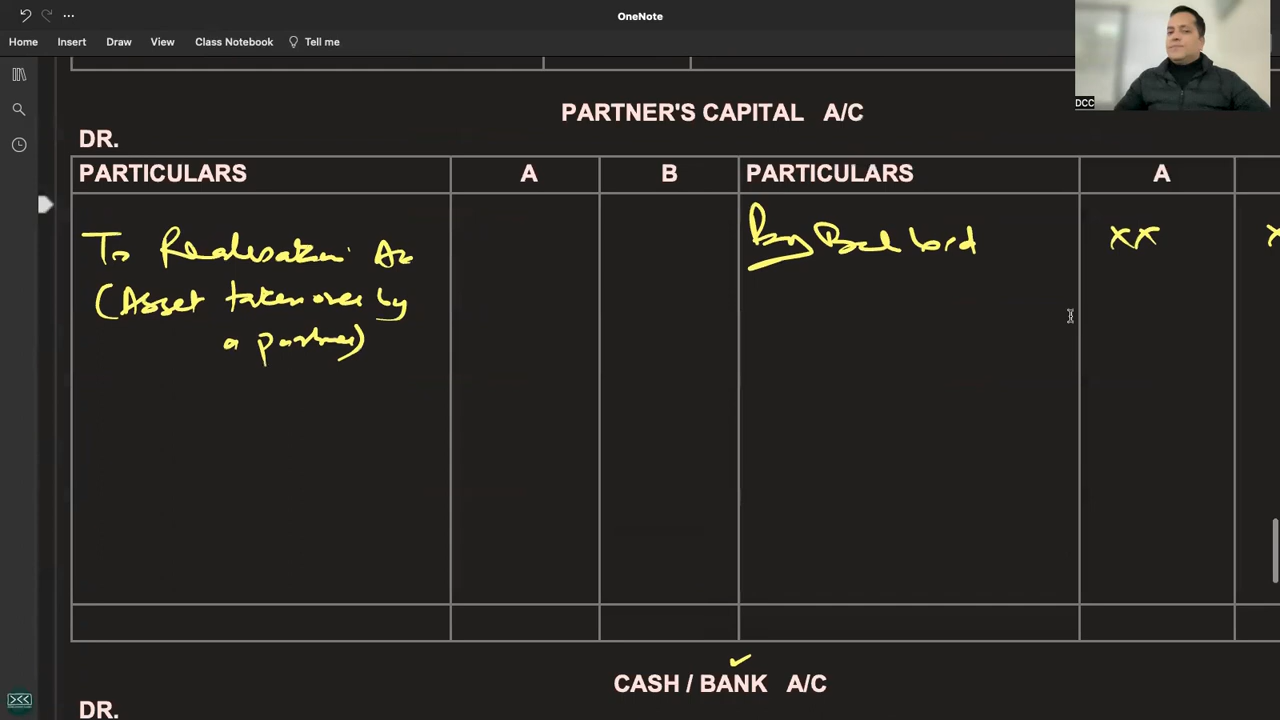 OneNote
Home Insert Draw View Class Notebook Tell me
DCC
PARTNER'S CAPITAL A/C
DR.
PARTICULARS A B PARTICULARS A
To Realisation Ac
(Asset taken over by
a partner)
By Bal b/d xx x
CASH / BANK A/C
DR.